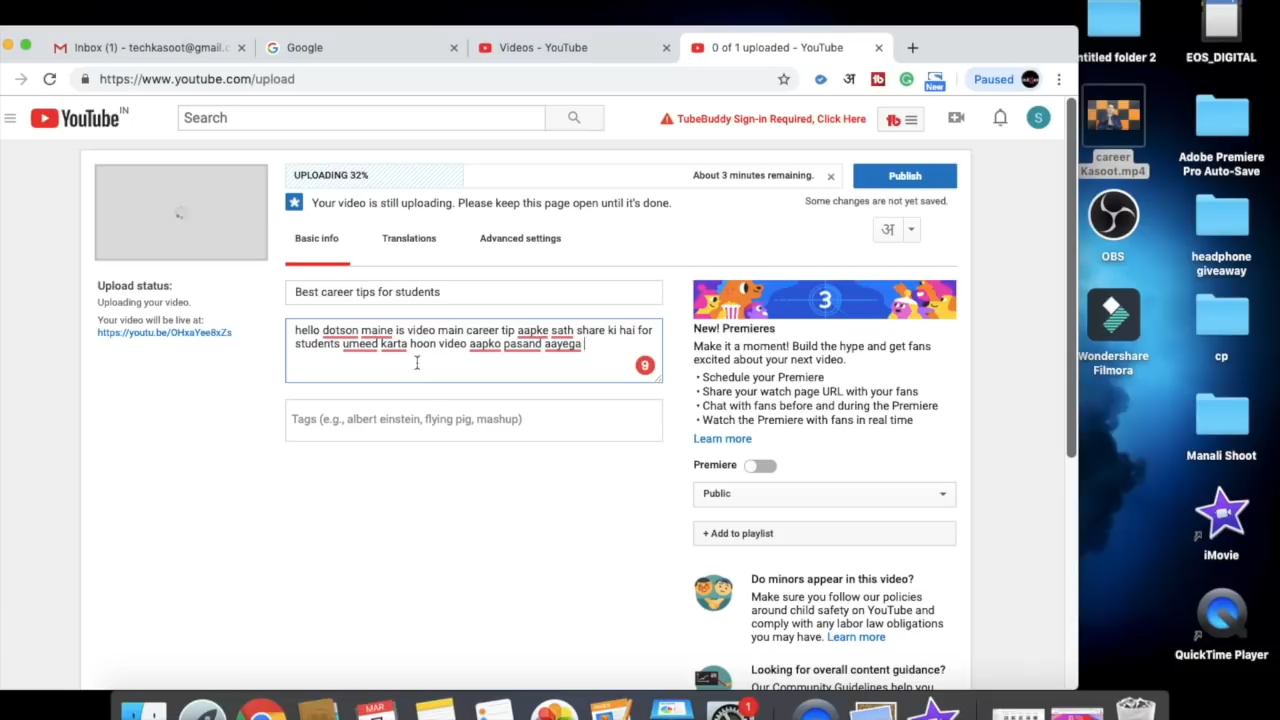 Inbox (1) - techkasoot@gmail.c
Google
Videos - YouTube
0 of 1 uploaded - YouTube
https://www.youtube.com/upload
अ
New
Paused
YouTube IN
Search
TubeBuddy Sign-in Required, Click Here
tb
S
UPLOADING 32%
About 3 minutes remaining.
Publish
Your video is still uploading. Please keep this page open until it's done.
Some changes are not yet saved.
Basic info
Translations
Advanced settings
अ
Upload status:
Uploading your video.
Your video will be live at:
https://youtu.be/OHxaYee8xZs
Best career tips for students
hello dotson maine is video main career tip aapke sath share ki hai for
students umeed karta hoon video aapko pasand aayega
9
Tags (e.g., albert einstein, flying pig, mashup)
3
New! Premieres
Make it a moment! Build the hype and get fans
excited about your next video.
• Schedule your Premiere
• Share your watch page URL with your fans
• Chat with fans before and during the Premiere
• Watch the Premiere with fans in real time
Learn more
Premiere
Public
+ Add to playlist
Do minors appear in this video?
Make sure you follow our policies
around child safety on YouTube and
comply with any labor law obligations
you may have. Learn more
Looking for overall content guidance?
Our Community Guidelines help you
ntitled folder 2
EOS_DIGITAL
career
Kasoot.mp4
Adobe Premiere
Pro Auto-Save
OBS
headphone
giveaway
Wondershare
Filmora
cp
Manali Shoot
iMovie
QuickTime Player
MAR
1